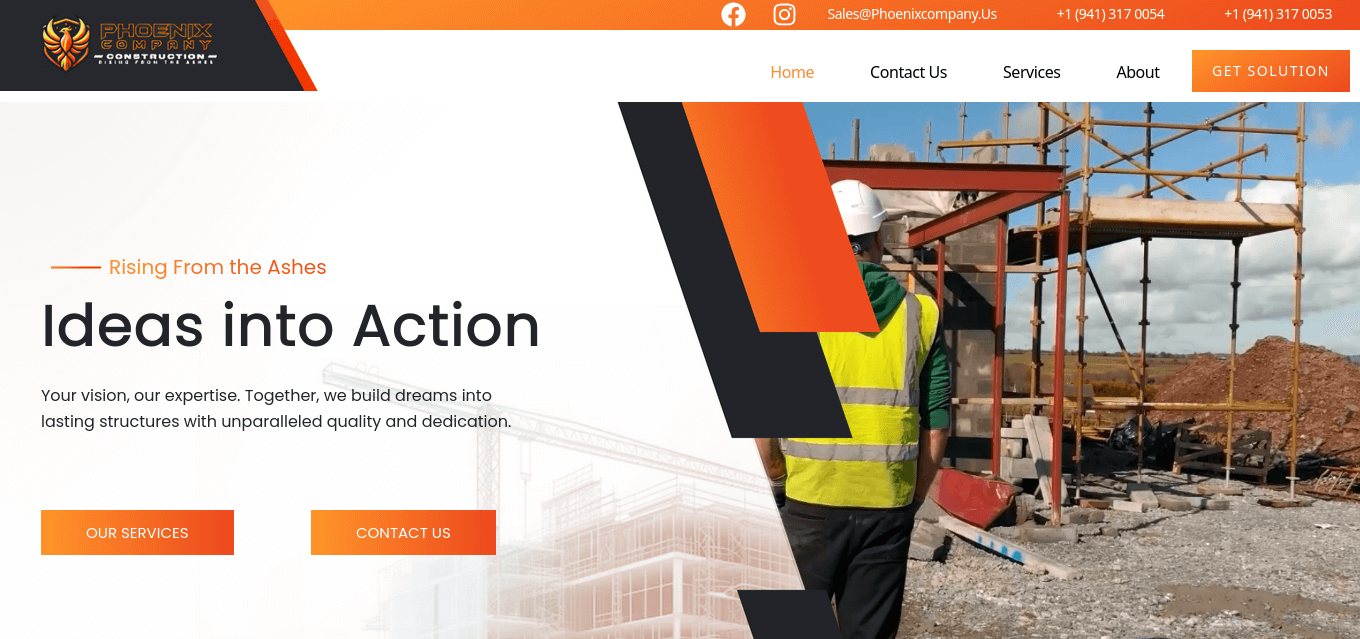 PHOENIX
COMPANY
CONSTRUCTION
RISING FROM THE ASHES
Sales@Phoenixcompany.Us
+1 (941) 317 0054
+1 (941) 317 0053
Home
Contact Us
Services
About
GET SOLUTION
Rising From the Ashes
Ideas into Action
Your vision, our expertise. Together, we build dreams into
lasting structures with unparalleled quality and dedication.
OUR SERVICES
CONTACT US